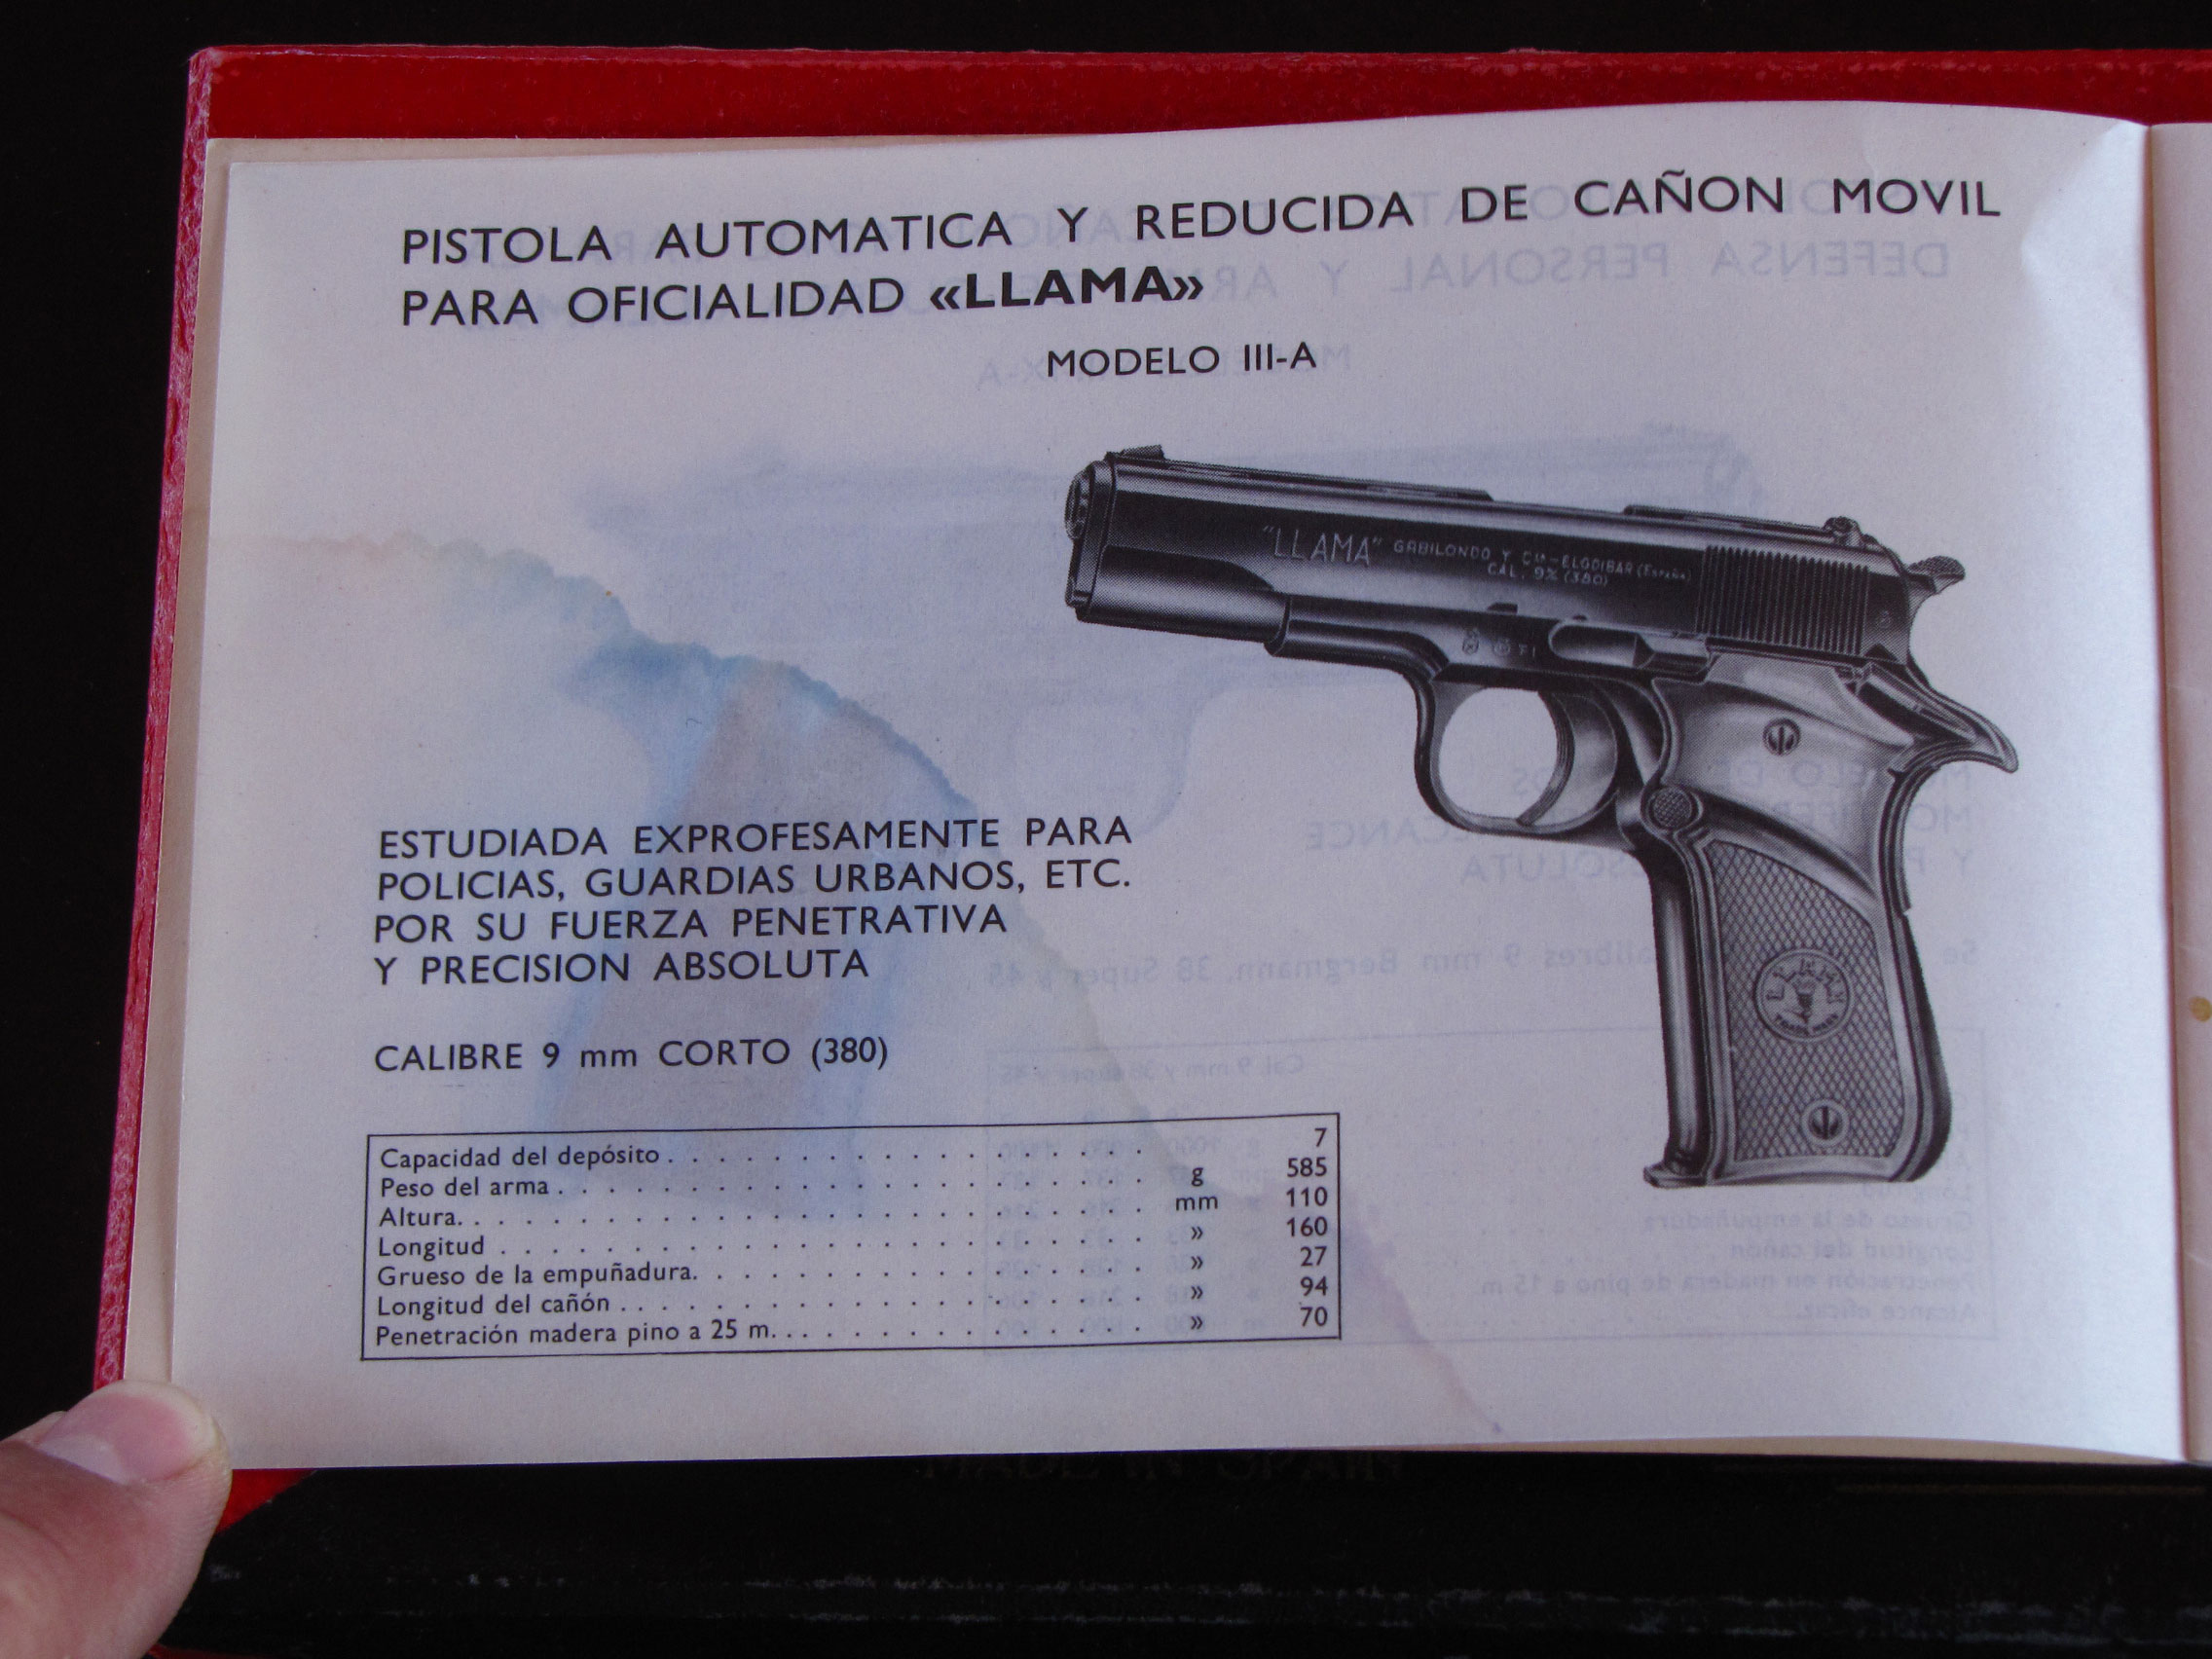 PISTOLA AUTOMATICA Y REDUCIDA DE CAÑON MOVIL
PARA OFICIALIDAD «LLAMA»
MODELO III-A
"LLAMA" GABILONDO Y Cia-ELGOIBAR (España)
CAL. 9% (380)
ESTUDIADA EXPROFESAMENTE PARA
POLICIAS, GUARDIAS URBANOS, ETC.
POR SU FUERZA PENETRATIVA
Y PRECISION ABSOLUTA
CALIBRE 9 mm CORTO (380)
Capacidad del depósito . . . . . . . . . . . . . . . . . 7
Peso del arma . . . . . . . . . . . . . . . . . . . . g 585
Altura. . . . . . . . . . . . . . . . . . . . . . . . mm 110
Longitud . . . . . . . . . . . . . . . . . . . . . . » 160
Grueso de la empuñadura. . . . . . . . . . . . . . . . » 27
Longitud del cañón . . . . . . . . . . . . . . . . . . » 94
Penetración madera pino a 25 m. . . . . . . . . . . . . . » 70
MADE IN SPAIN